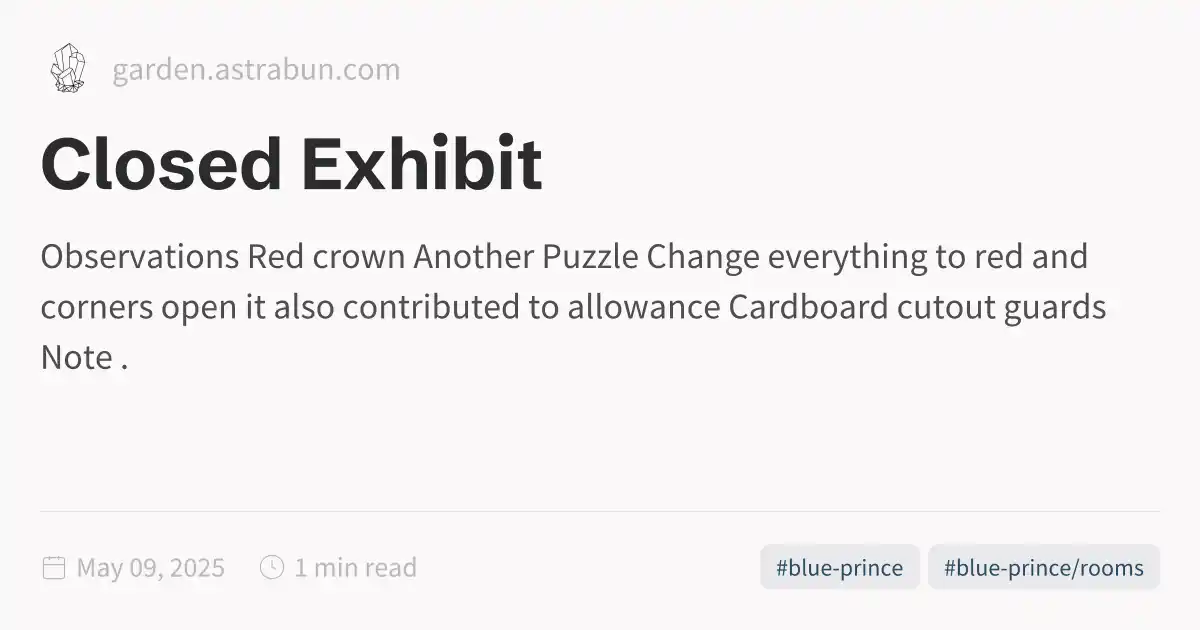 garden.astrabun.com
Closed Exhibit
Observations Red crown Another Puzzle Change everything to red and
corners open it also contributed to allowance Cardboard cutout guards
Note .
May 09, 2025
1 min read
#blue-prince
#blue-prince/rooms